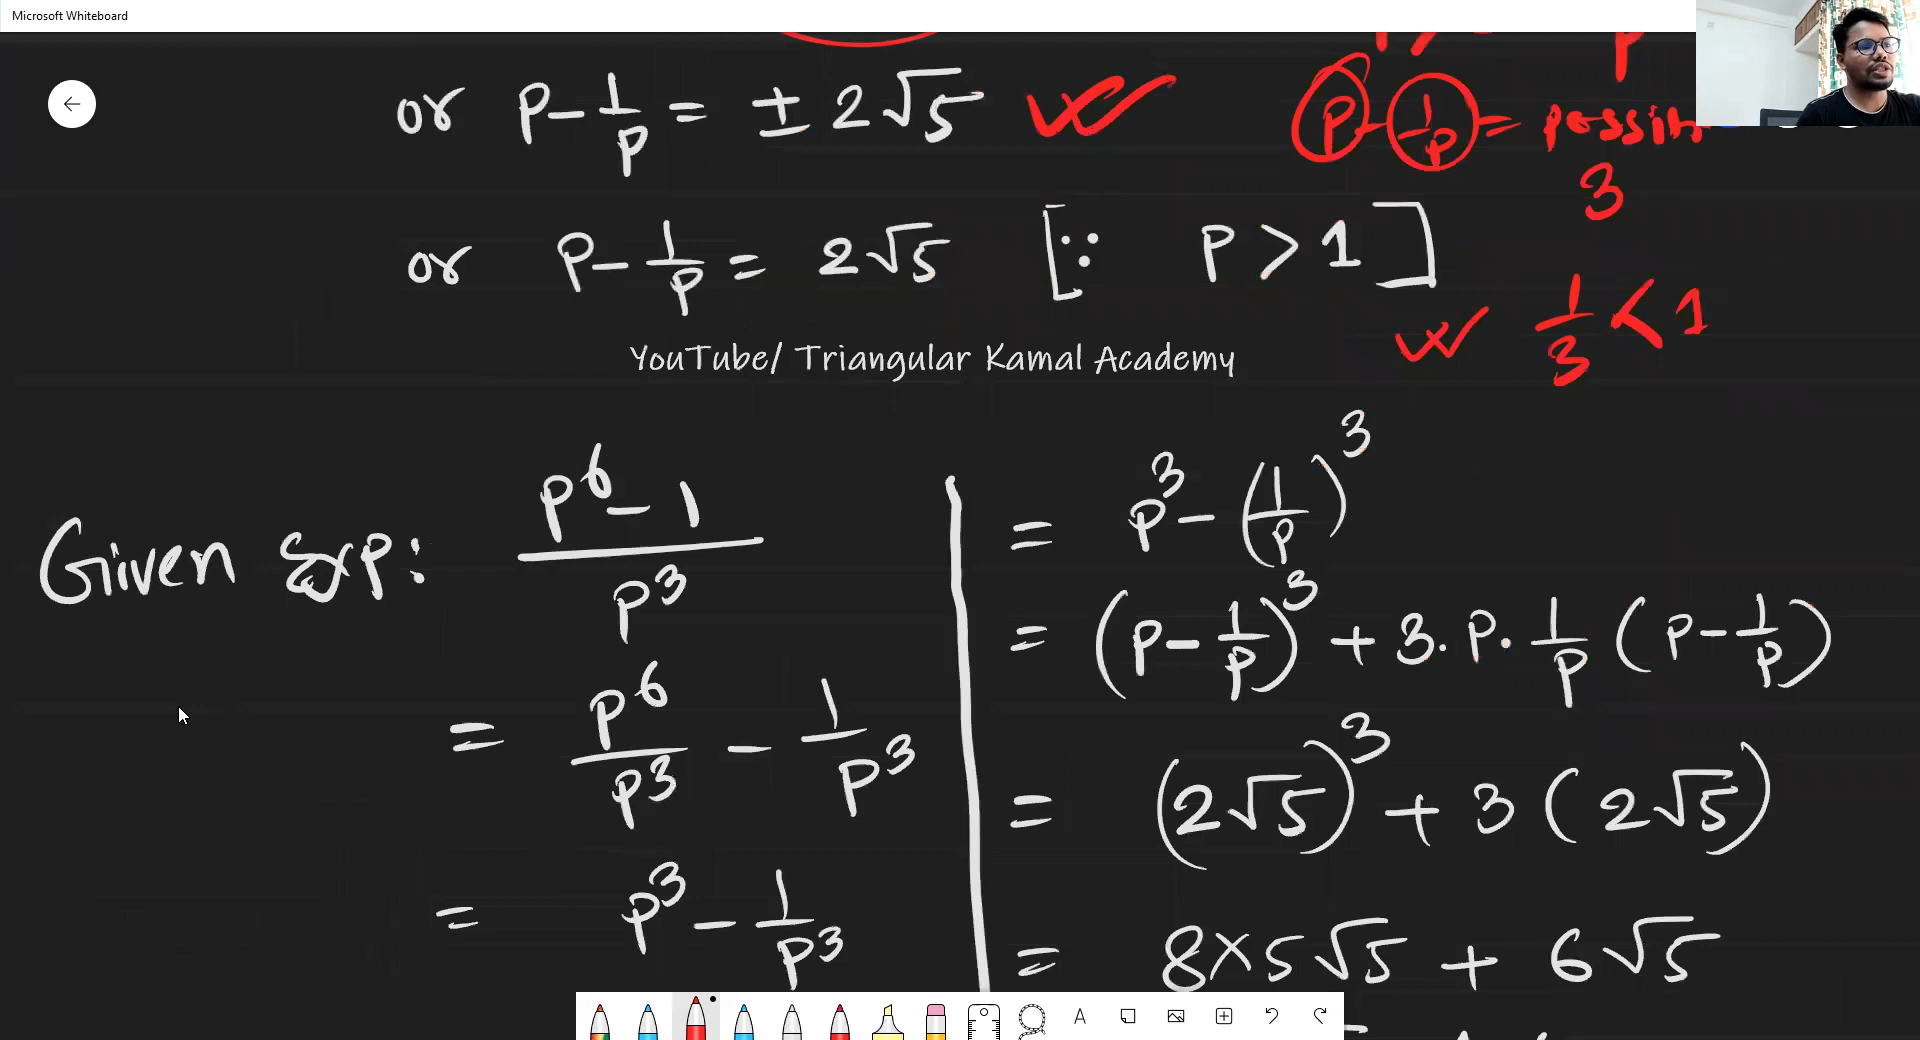 Microsoft Whiteboard
or p - 1/p = ± 2√5
p - 1/p =
3
or p - 1/p = 2√5 [∵ p > 1]
1/3 < 1
YouTube/ Triangular Kamal Academy
Given Exp: (p⁶ - 1)/p³
= p⁶/p³ - 1/p³
= p³ - 1/p³
= p³ - (1/p)³
= (p - 1/p)³ + 3 · p · 1/p (p - 1/p)
= (2√5)³ + 3 (2√5)
= 8×5√5 + 6√5